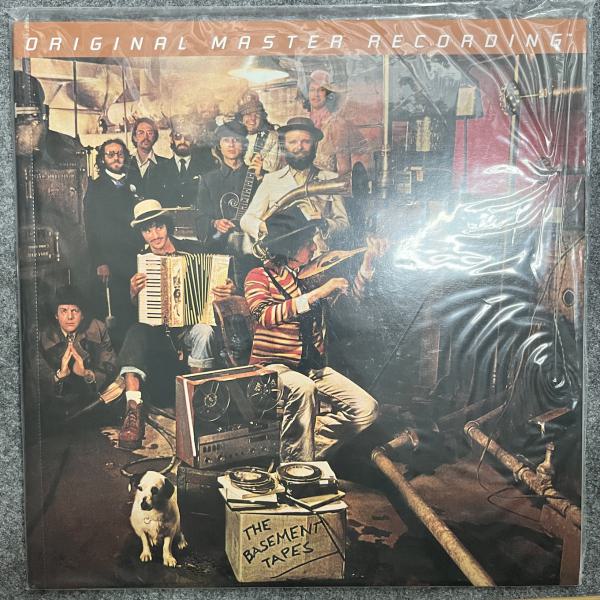 ORIGINAL MASTER RECORDING™
THE
BASEMENT
TAPES